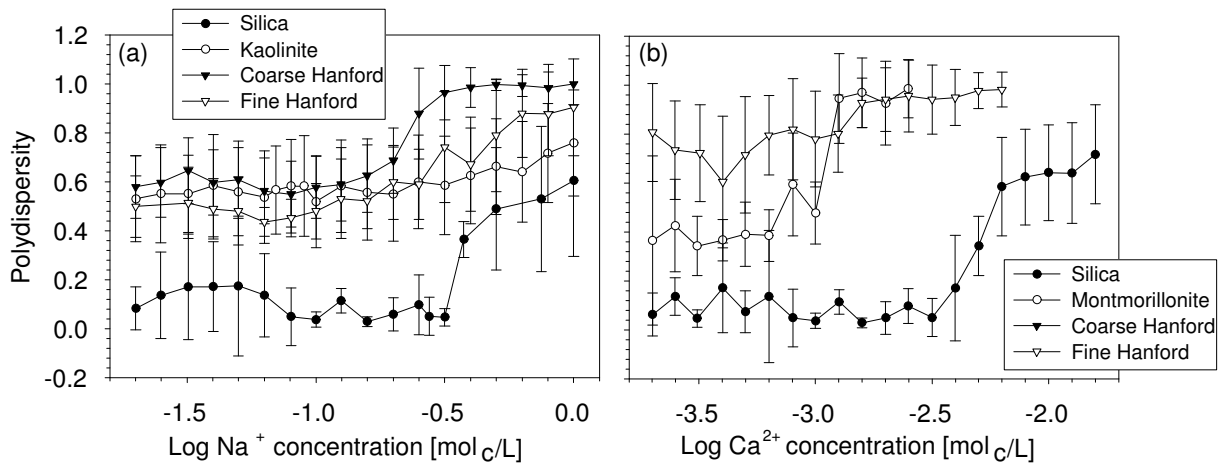 Silica
Kaolinite
Coarse Hanford
Fine Hanford
(a)
1.2
1.0
0.8
0.6
0.4
0.2
0.0
-0.2
Polydispersity
-1.5 -1.0 -0.5 0.0
Log Na+ concentration [molc/L]
(b)
Silica
Montmorillonite
Coarse Hanford
Fine Hanford
-3.5 -3.0 -2.5 -2.0
Log Ca2+ concentration [molc/L]